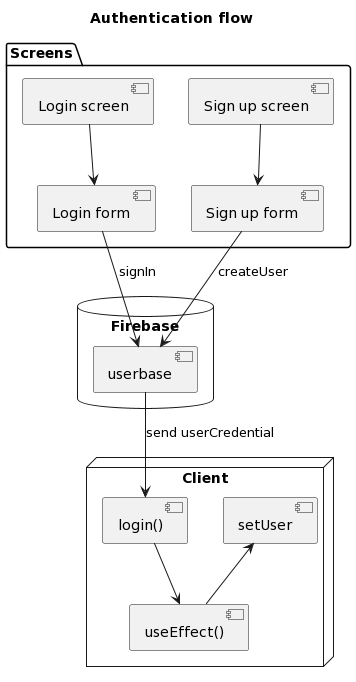 Authentication flow
Screens
Login screen
Sign up screen
Login form
Sign up form
signIn
createUser
Firebase
userbase
send userCredential
Client
login()
setUser
useEffect()